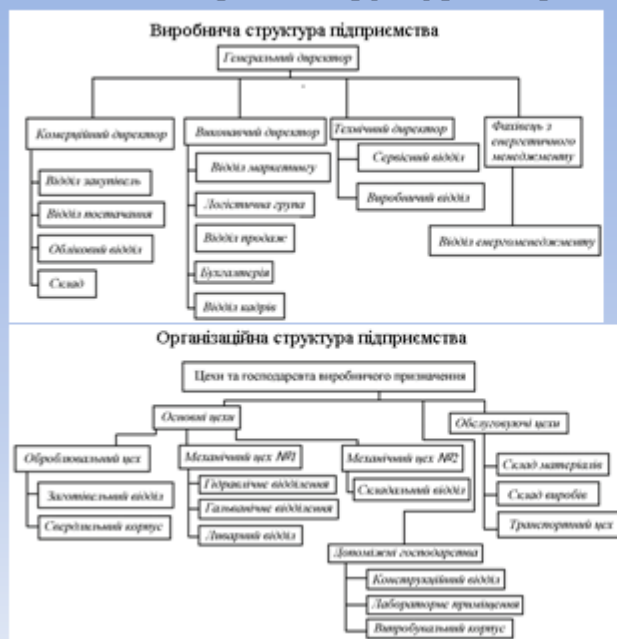 Виробнича структура підприємства
Генеральний директор
Комерційний директор
Виконавчий директор
Технічний директор
Фахівець з
енергетичного
менеджменту
Відділ закупівель
Відділ постачання
Обліковий відділ
Склад
Відділ маркетингу
Логістична група
Відділ продаж
Бухгалтерія
Відділ кадрів
Сервісний відділ
Виробничий відділ
Відділ енергоменеджменту
Організаційна структура підприємства
Цехи та господарства виробничого призначення
Основні цехи
Обслуговуючі цехи
Оброблювальний цех
Заготівельний відділ
Свердлильний корпус
Механічний цех №1
Гідравлічне відділення
Гальванічне відділення
Ливарний відділ
Механічний цех №2
Складальний відділ
Склад матеріалів
Склад виробів
Транспортний цех
Допоміжні господарства
Конструкційний відділ
Лабораторне приміщення
Випробувальний корпус